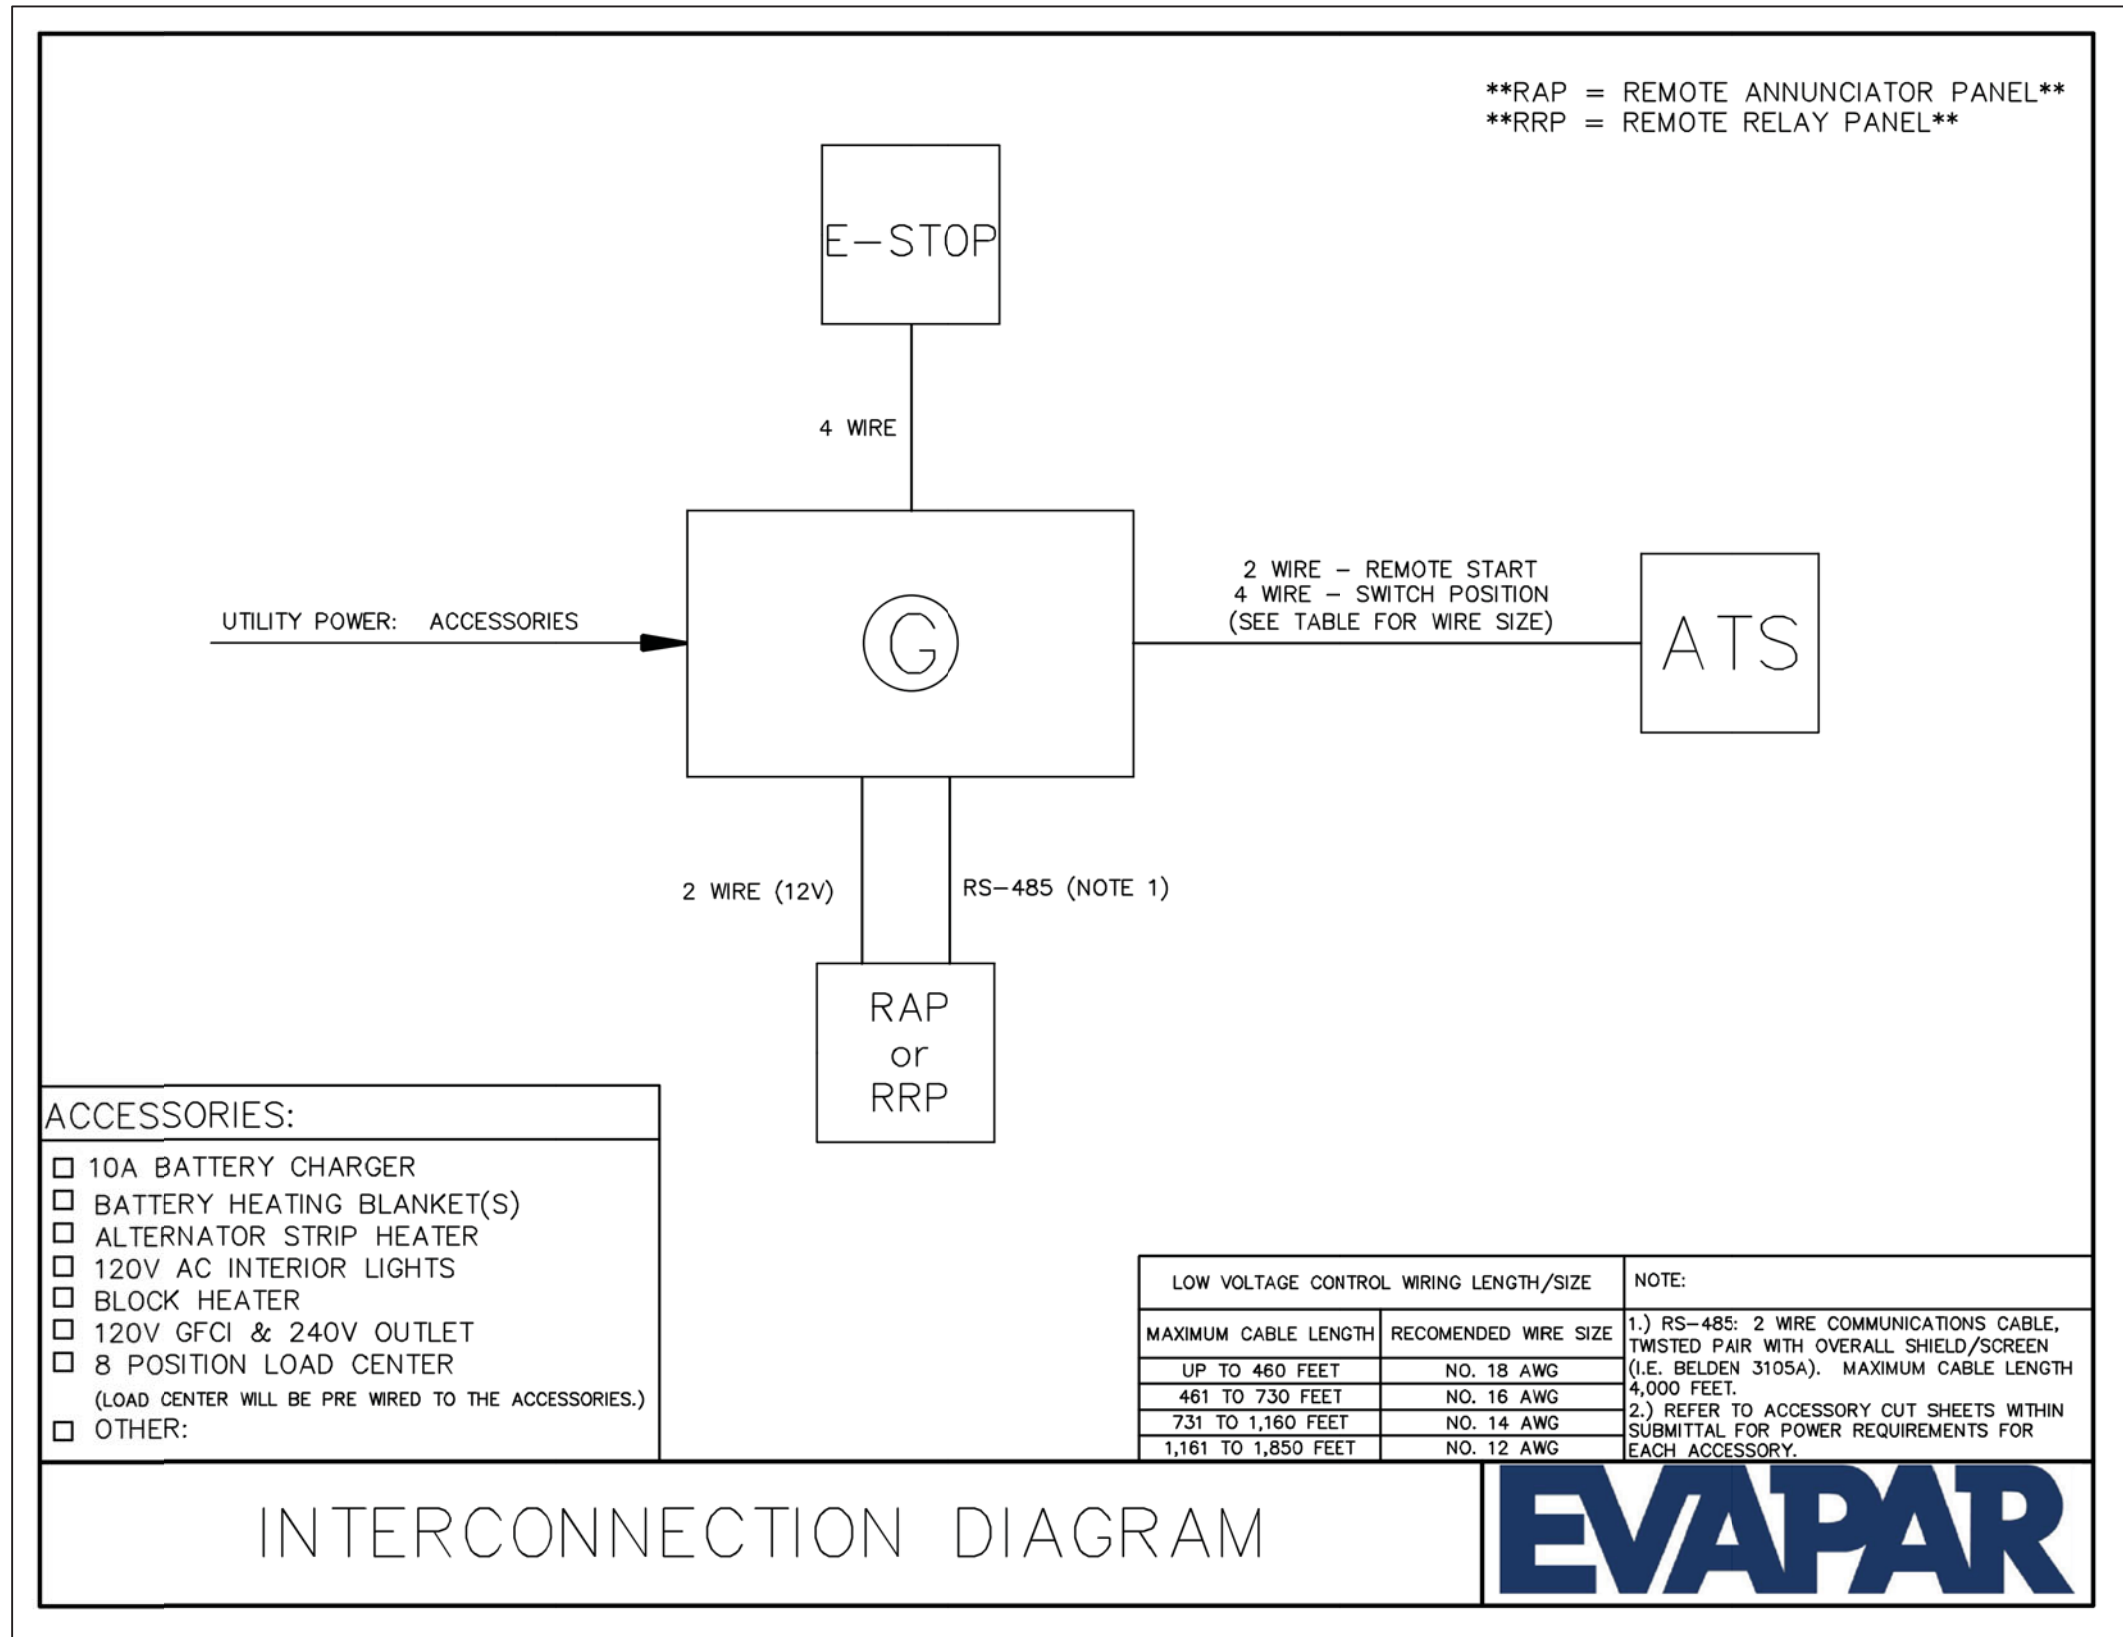 **RAP = REMOTE ANNUNCIATOR PANEL**
**RRP = REMOTE RELAY PANEL**
E-STOP
4 WIRE
2 WIRE - REMOTE START
4 WIRE - SWITCH POSITION
(SEE TABLE FOR WIRE SIZE)
UTILITY POWER: ACCESSORIES
G
ATS
2 WIRE (12V)
RS-485 (NOTE 1)
RAP
or
RRP
ACCESSORIES:
10A BATTERY CHARGER
BATTERY HEATING BLANKET(S)
ALTERNATOR STRIP HEATER
120V AC INTERIOR LIGHTS
BLOCK HEATER
120V GFCI & 240V OUTLET
8 POSITION LOAD CENTER
(LOAD CENTER WILL BE PRE WIRED TO THE ACCESSORIES.)
OTHER:
LOW VOLTAGE CONTROL WIRING LENGTH/SIZE
MAXIMUM CABLE LENGTH RECOMENDED WIRE SIZE
UP TO 460 FEET NO. 18 AWG
461 TO 730 FEET NO. 16 AWG
731 TO 1,160 FEET NO. 14 AWG
1,161 TO 1,850 FEET NO. 12 AWG
NOTE:
1.) RS-485: 2 WIRE COMMUNICATIONS CABLE,
TWISTED PAIR WITH OVERALL SHIELD/SCREEN
(I.E. BELDEN 3105A). MAXIMUM CABLE LENGTH
4,000 FEET.
2.) REFER TO ACCESSORY CUT SHEETS WITHIN
SUBMITTAL FOR POWER REQUIREMENTS FOR
EACH ACCESSORY.
INTERCONNECTION DIAGRAM
EVAPAR